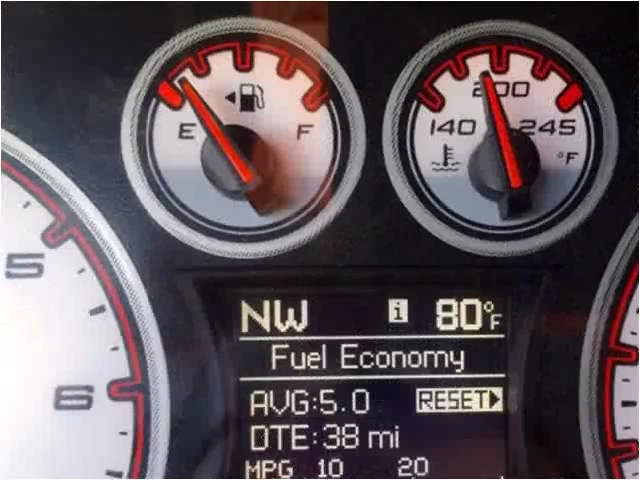 E F
200
140 245
°F
5
NW i 80°F
Fuel Economy
6
AVG:5.0 RESET
DTE:38 mi
MPG 10 20